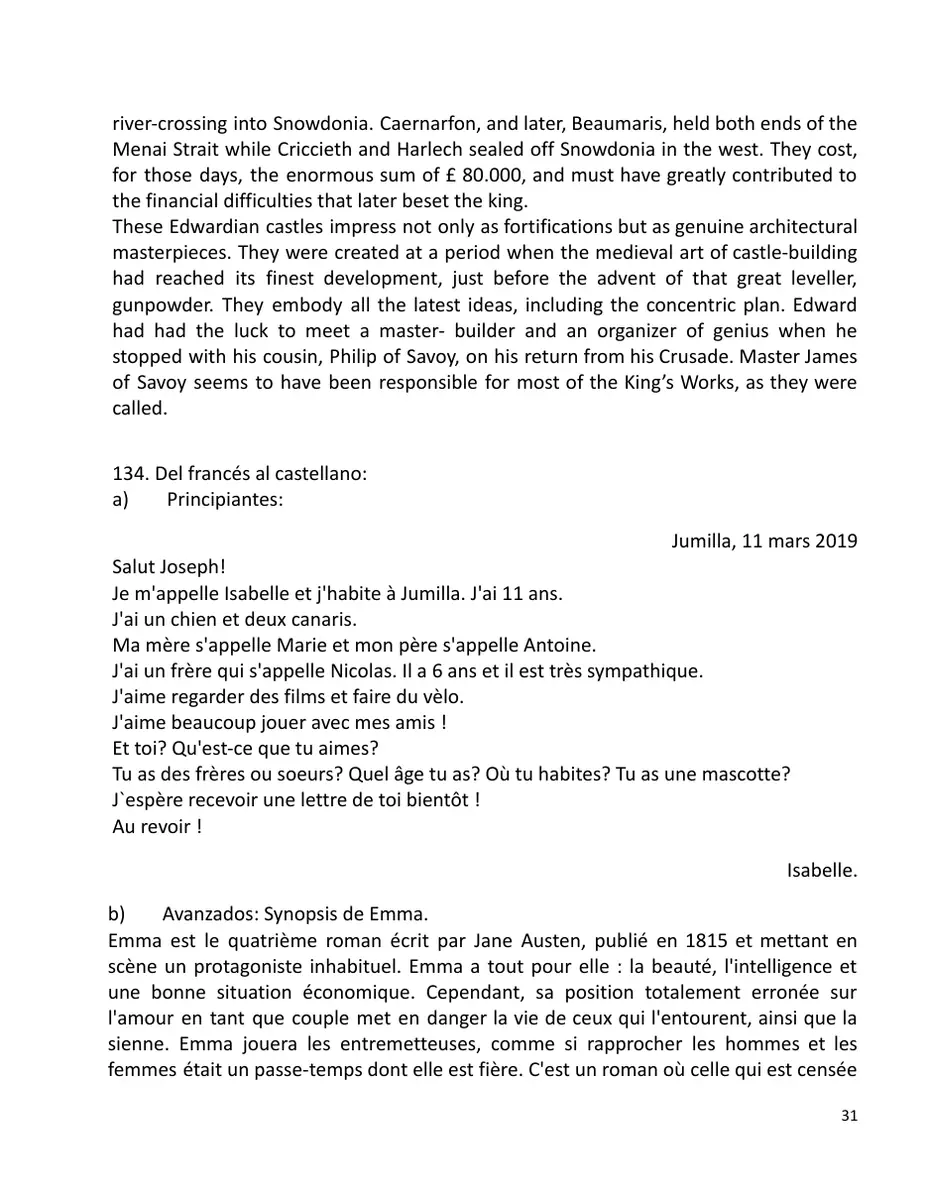 river-crossing into Snowdonia. Caernarfon, and later, Beaumaris, held both ends of the
Menai Strait while Criccieth and Harlech sealed off Snowdonia in the west. They cost,
for those days, the enormous sum of £ 80.000, and must have greatly contributed to
the financial difficulties that later beset the king.
These Edwardian castles impress not only as fortifications but as genuine architectural
masterpieces. They were created at a period when the medieval art of castle-building
had reached its finest development, just before the advent of that great leveller,
gunpowder. They embody all the latest ideas, including the concentric plan. Edward
had had the luck to meet a master- builder and an organizer of genius when he
stopped with his cousin, Philip of Savoy, on his return from his Crusade. Master James
of Savoy seems to have been responsible for most of the King’s Works, as they were
called.
134. Del francés al castellano:
a) Principiantes:
Jumilla, 11 mars 2019
Salut Joseph!
Je m'appelle Isabelle et j'habite à Jumilla. J'ai 11 ans.
J'ai un chien et deux canaris.
Ma mère s'appelle Marie et mon père s'appelle Antoine.
J'ai un frère qui s'appelle Nicolas. Il a 6 ans et il est très sympathique.
J'aime regarder des films et faire du vèlo.
J'aime beaucoup jouer avec mes amis !
Et toi? Qu'est-ce que tu aimes?
Tu as des frères ou soeurs? Quel âge tu as? Où tu habites? Tu as une mascotte?
J`espère recevoir une lettre de toi bientôt !
Au revoir !
Isabelle.
b) Avanzados: Synopsis de Emma.
Emma est le quatrième roman écrit par Jane Austen, publié en 1815 et mettant en
scène un protagoniste inhabituel. Emma a tout pour elle : la beauté, l'intelligence et
une bonne situation économique. Cependant, sa position totalement erronée sur
l'amour en tant que couple met en danger la vie de ceux qui l'entourent, ainsi que la
sienne. Emma jouera les entremetteuses, comme si rapprocher les hommes et les
femmes était un passe-temps dont elle est fière. C'est un roman où celle qui est censée
31